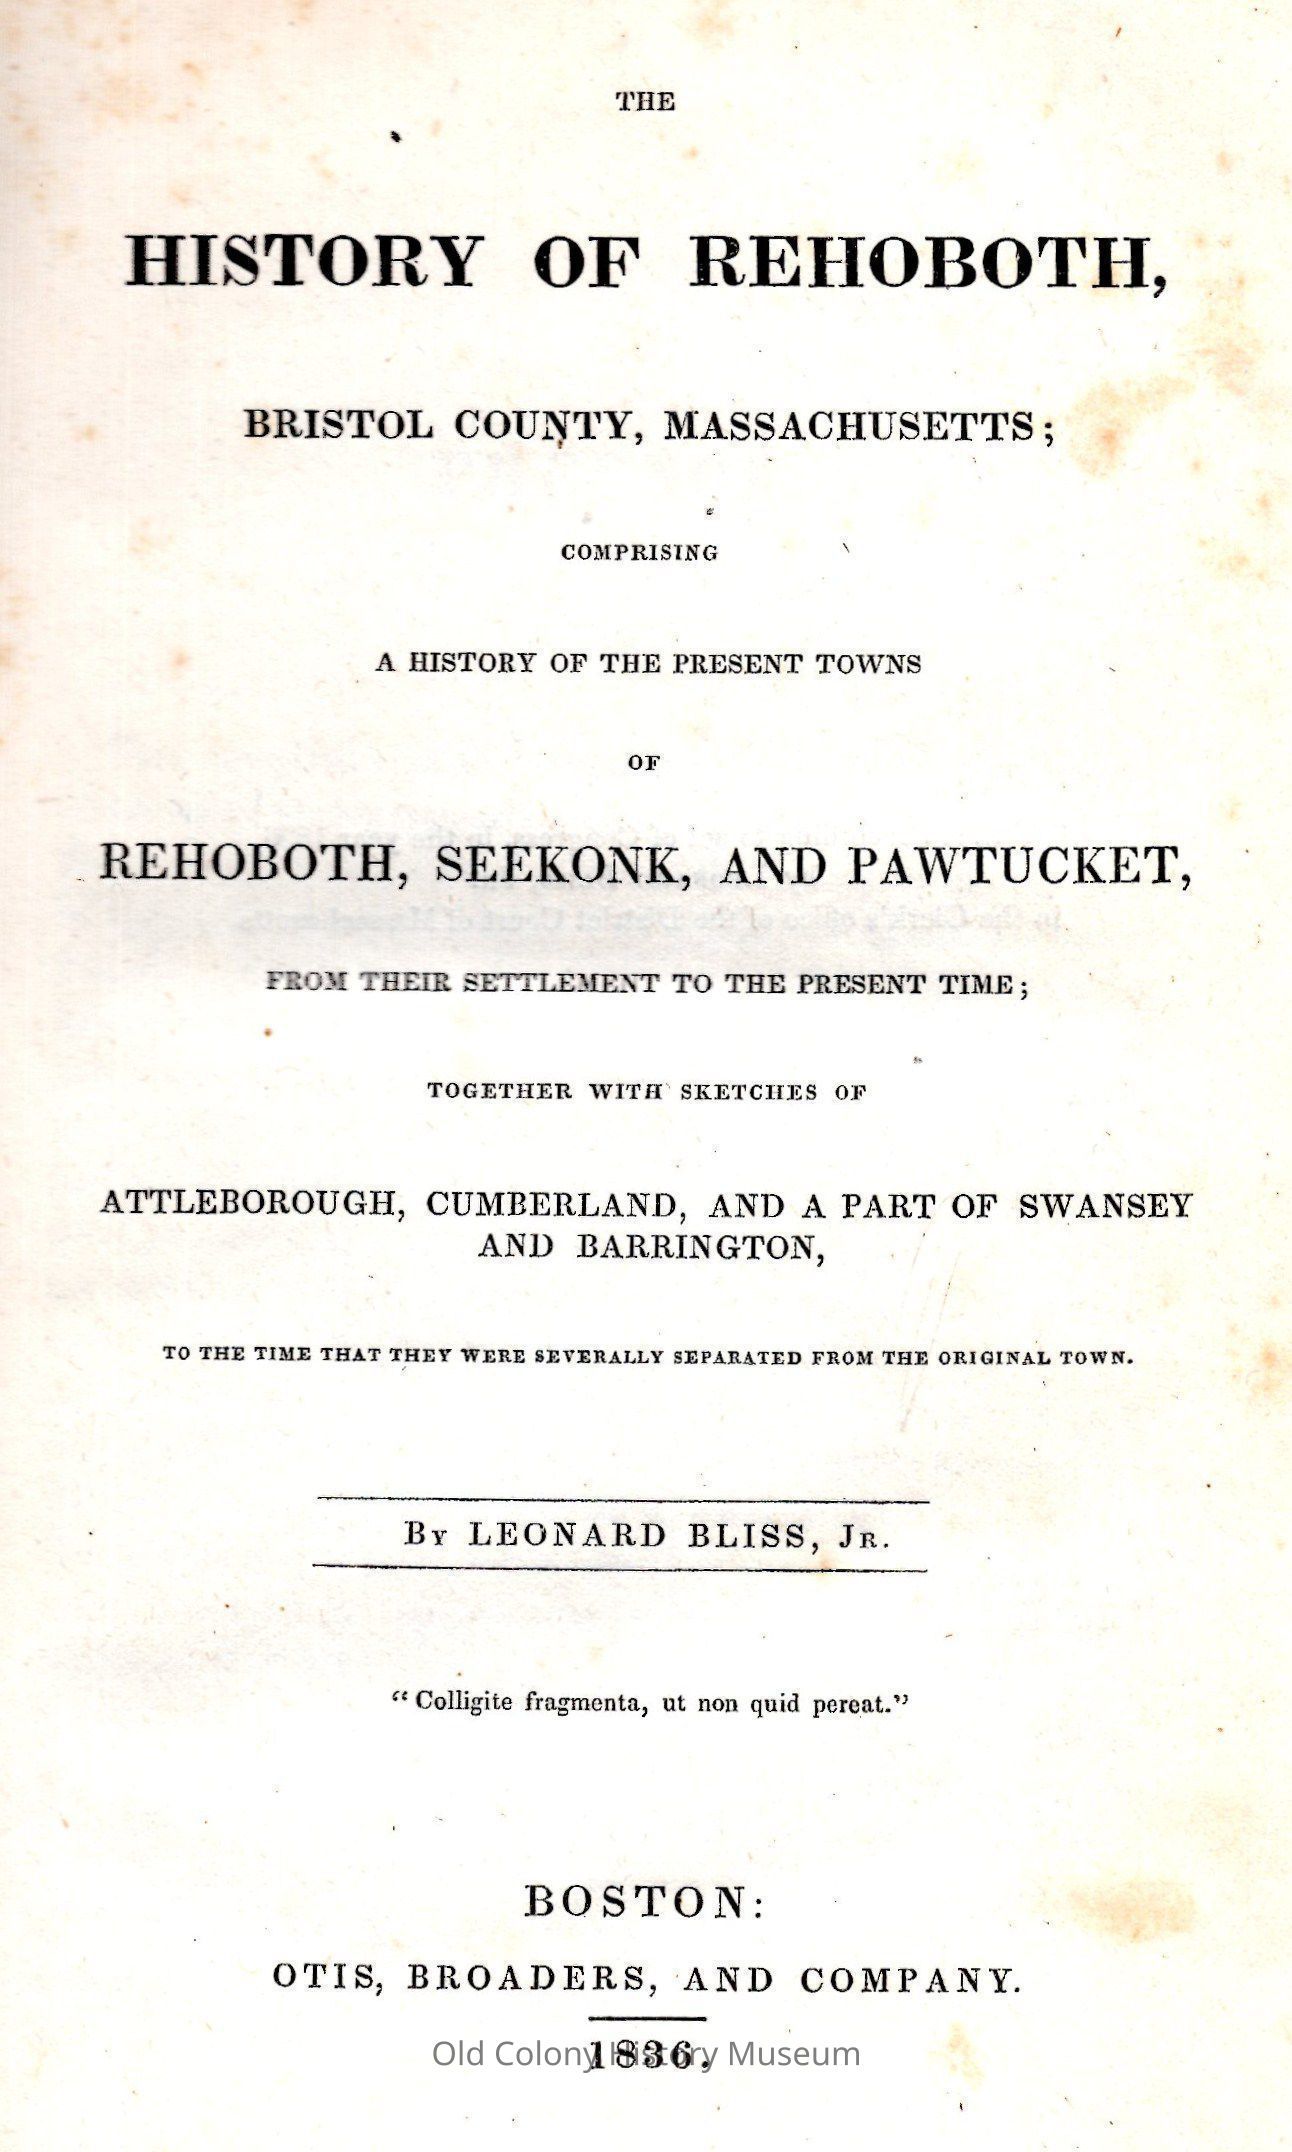 THE
HISTORY OF REHOBOTH,
BRISTOL COUNTY, MASSACHUSETTS;
COMPRISING
A HISTORY OF THE PRESENT TOWNS
OF
REHOBOTH, SEEKONK, AND PAWTUCKET,
FROM THEIR SETTLEMENT TO THE PRESENT TIME;
TOGETHER WITH SKETCHES OF
ATTLEBOROUGH, CUMBERLAND, AND A PART OF SWANSEY
AND BARRINGTON,
TO THE TIME THAT THEY WERE SEVERALLY SEPARATED FROM THE ORIGINAL TOWN.
By LEONARD BLISS, Jr.
"Colligite fragmenta, ut non quid pereat."
BOSTON:
OTIS, BROADERS, AND COMPANY.
1836.
Old Colony History Museum